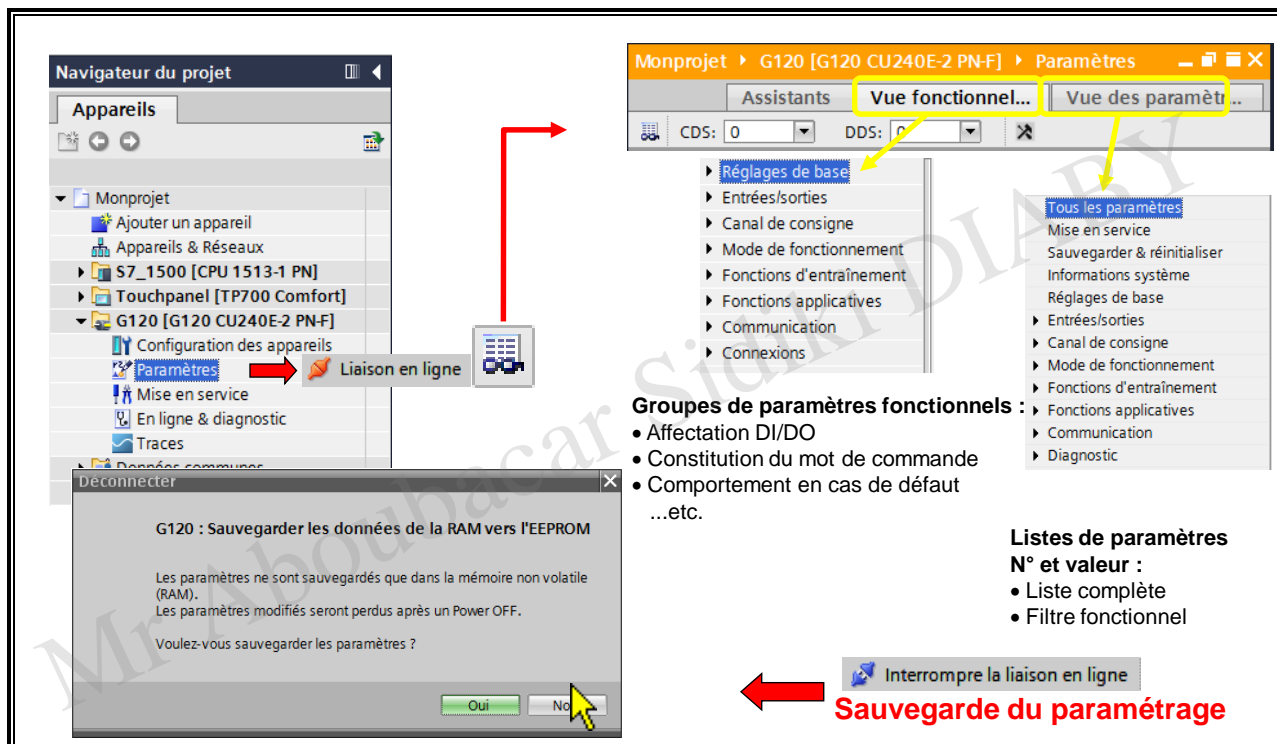 Navigateur du projet
Appareils
Monprojet
Ajouter un appareil
Appareils & Réseaux
S7_1500 [CPU 1513-1 PN]
Touchpanel [TP700 Comfort]
G120 [G120 CU240E-2 PN-F]
Configuration des appareils
Paramètres
Liaison en ligne
Mise en service
En ligne & diagnostic
Traces
Données communes
Monprojet G120 [G120 CU240E-2 PN-F] Paramètres
Assistants Vue fonctionnel... Vue des paramètr...
CDS: 0 DDS: 0
Réglages de base
Entrées/sorties
Canal de consigne
Mode de fonctionnement
Fonctions d'entraînement
Fonctions applicatives
Communication
Connexions
Tous les paramètres
Mise en service
Sauvegarder & réinitialiser
Informations système
Réglages de base
Entrées/sorties
Canal de consigne
Mode de fonctionnement
Fonctions d'entraînement
Fonctions applicatives
Communication
Diagnostic
Groupes de paramètres fonctionnels :
• Affectation DI/DO
• Constitution du mot de commande
• Comportement en cas de défaut
...etc.
Listes de paramètres
N° et valeur :
• Liste complète
• Filtre fonctionnel
Déconnecter
G120 : Sauvegarder les données de la RAM vers l'EEPROM
Les paramètres ne sont sauvegardés que dans la mémoire non volatile
(RAM).
Les paramètres modifiés seront perdus après un Power OFF.
Voulez-vous sauvegarder les paramètres ?
Oui No
Interrompre la liaison en ligne
Sauvegarde du paramétrage
Mr Aboubacar Sidiki DIABY